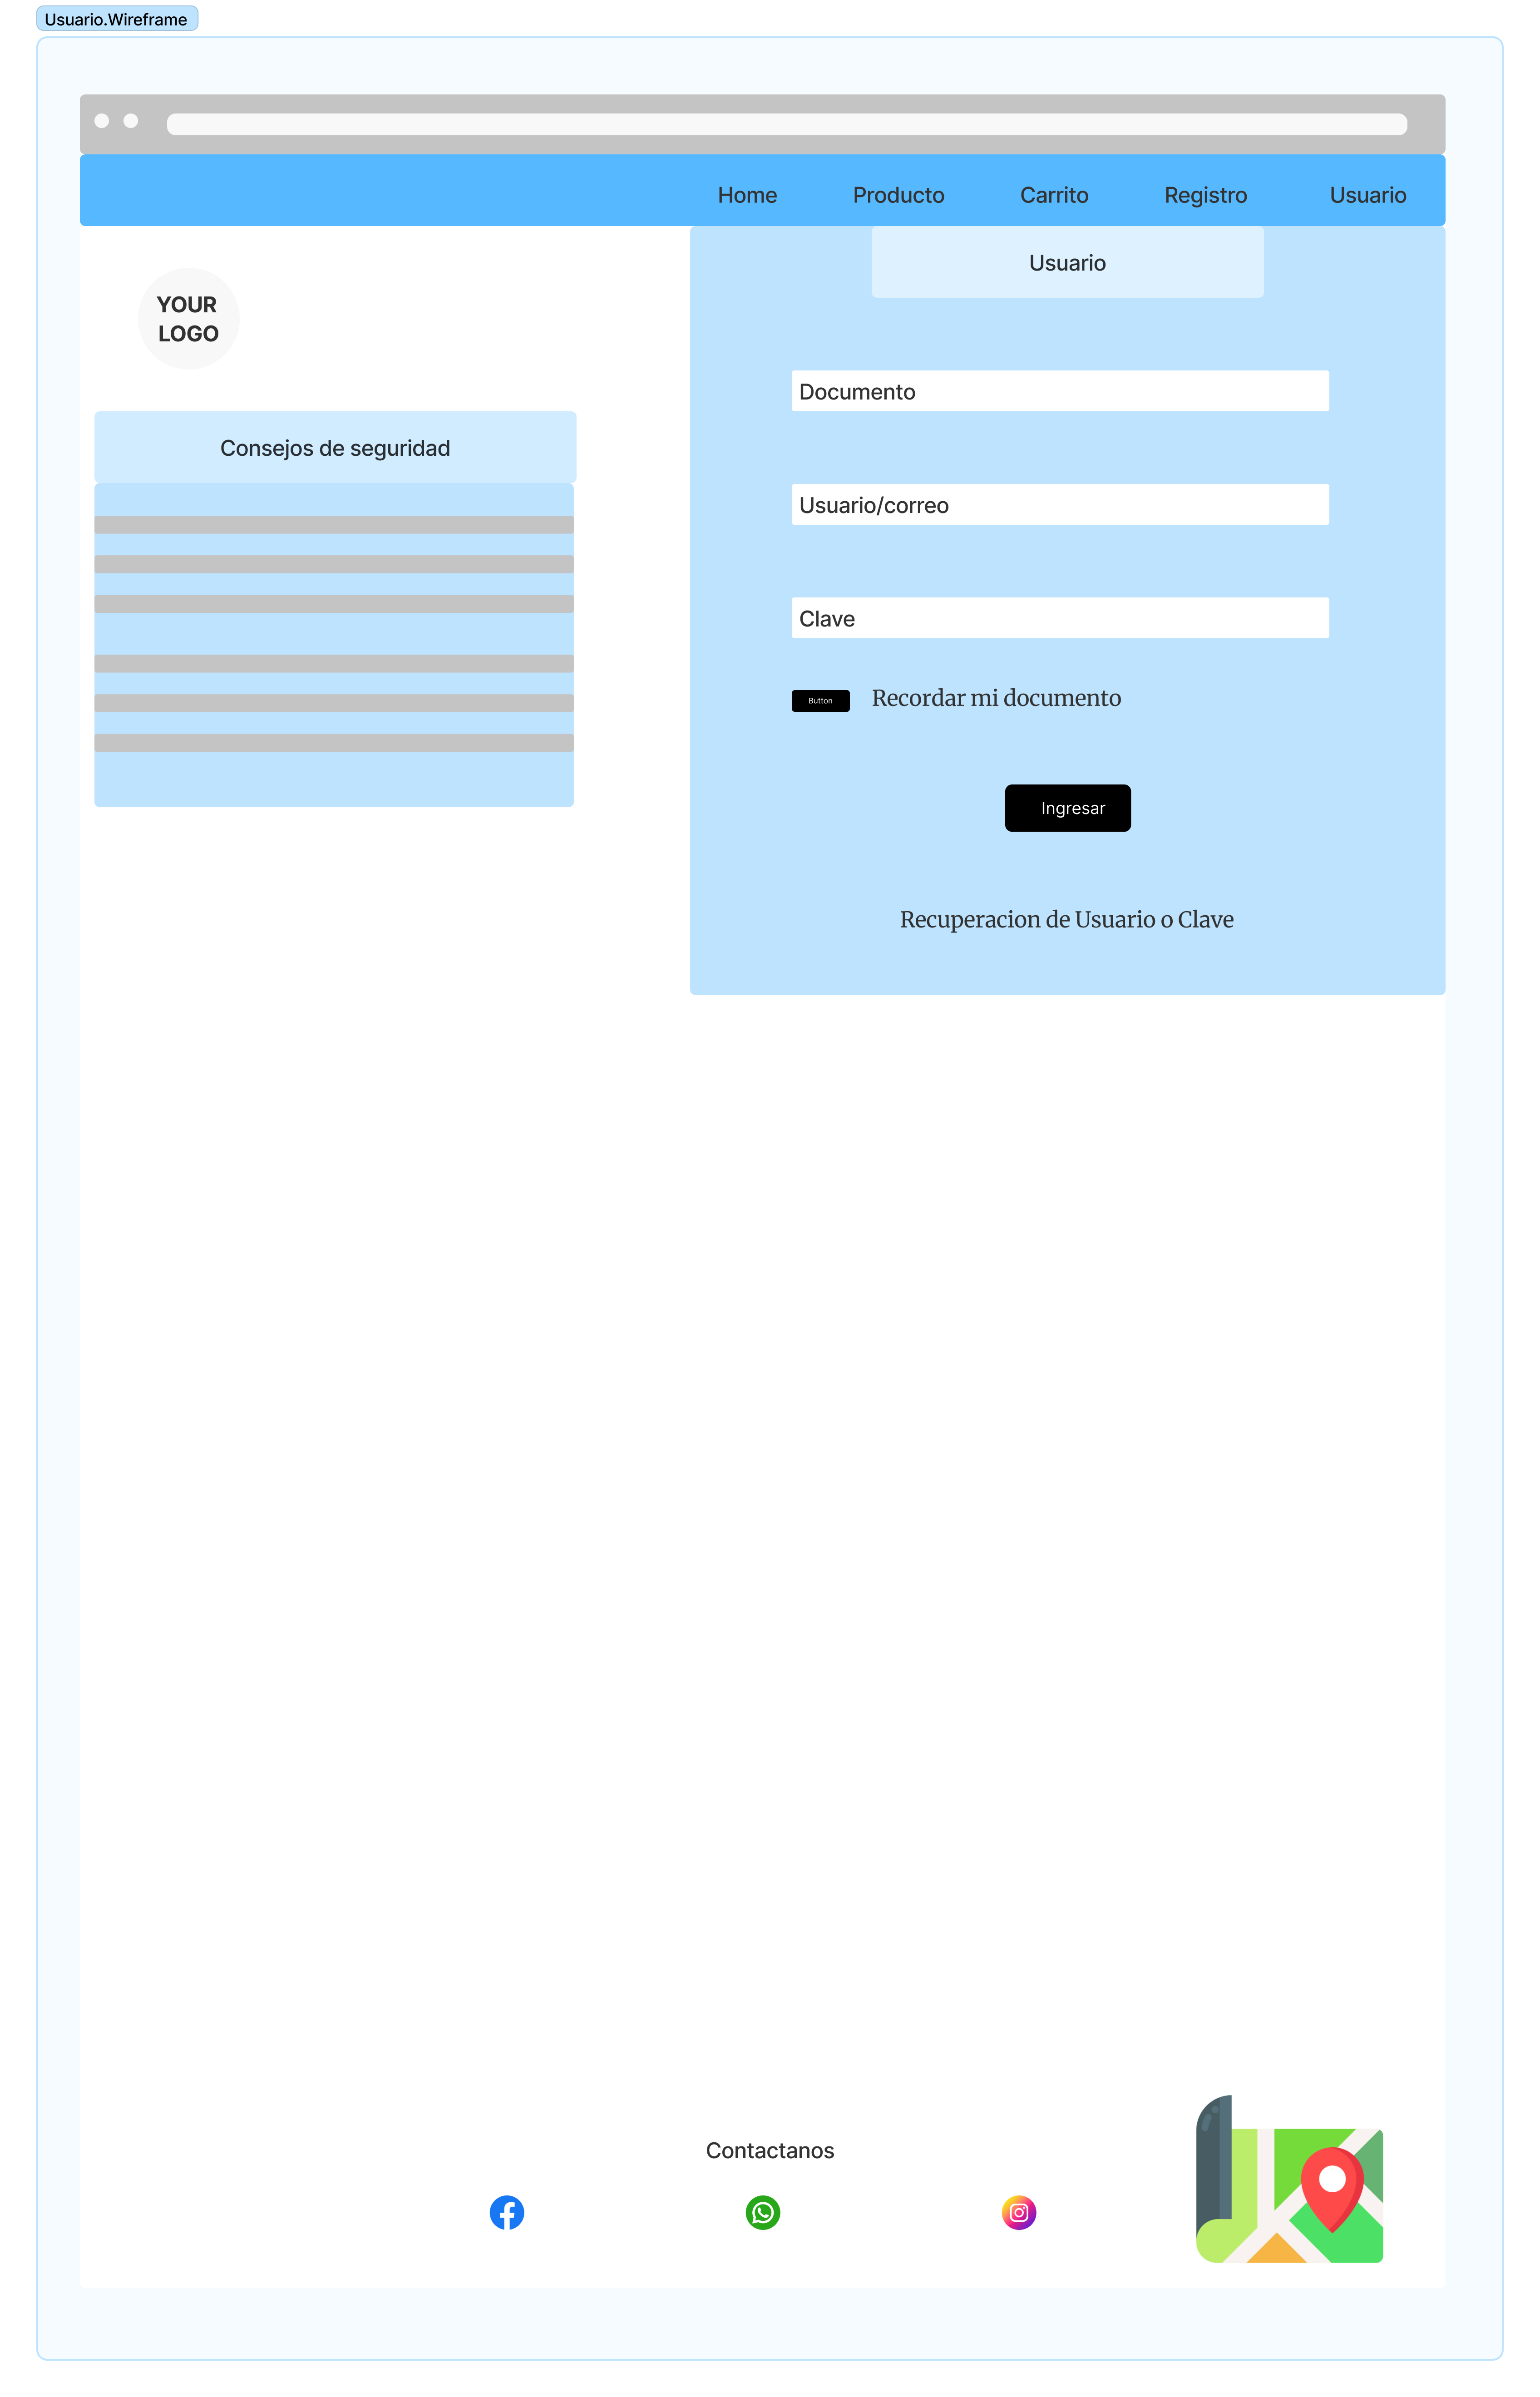 Usuario.Wireframe
Home Producto Carrito Registro Usuario
YOUR
LOGO
Consejos de seguridad
Usuario
Documento
Usuario/correo
Clave
Button Recordar mi documento
Ingresar
Recuperacion de Usuario o Clave
Contactanos